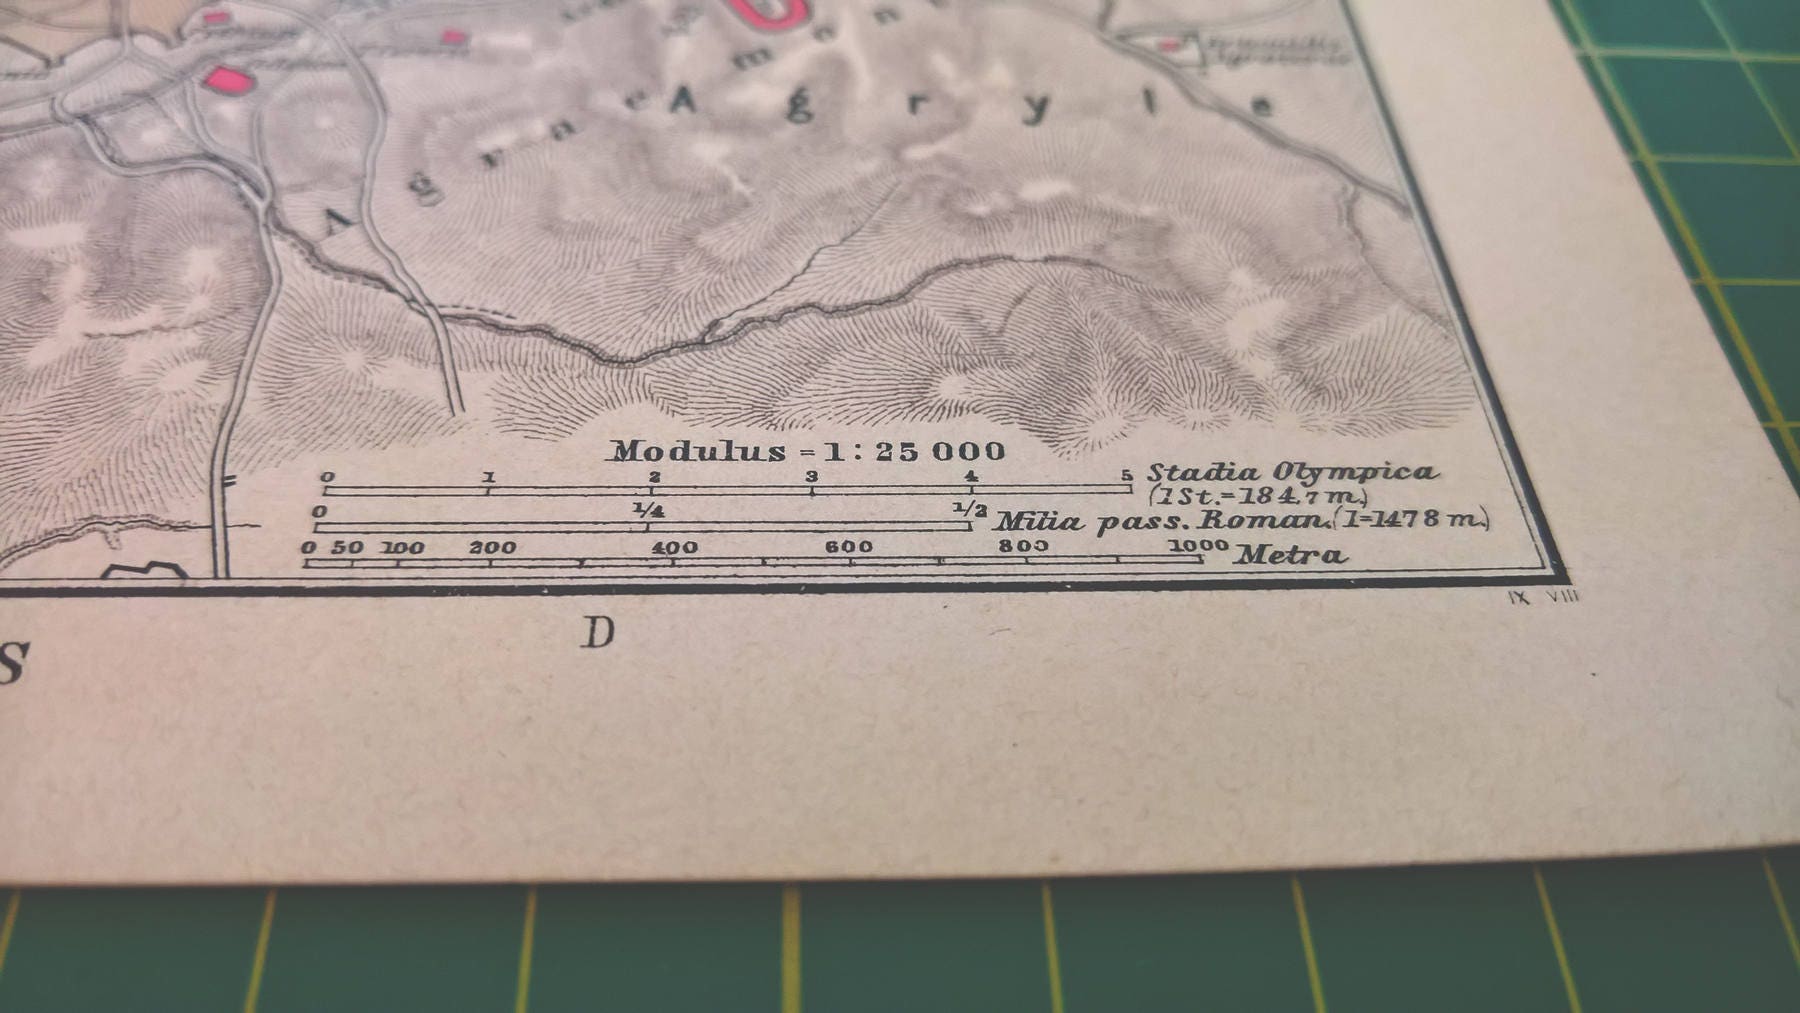 Agryle
Agrae
Modulus = 1:25 000
0 1 2 3 4 5 Stadia Olympica
(1 St.=184,7 m.)
0 1/4 1/2 Milia pass. Roman. (1=1478 m.)
0 50 100 200 400 600 800 1000 Metra
IX VIII
D
S